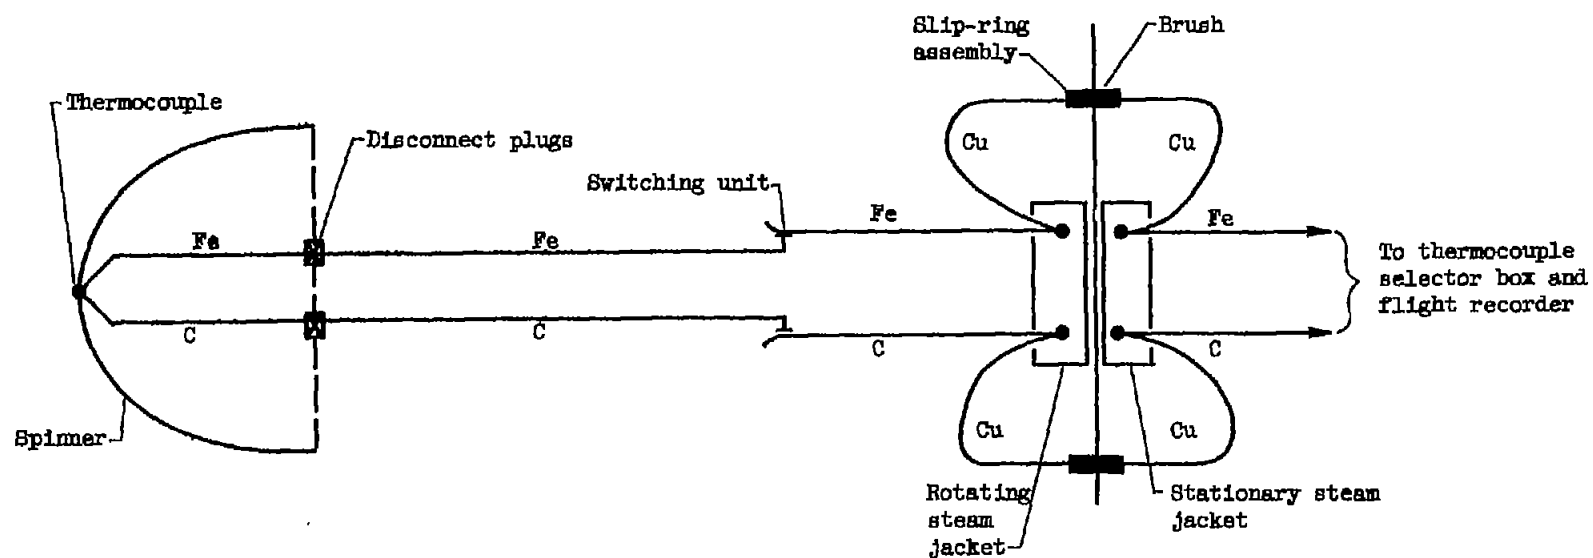 Slip-ring
assembly
Brush
Thermocouple
Disconnect plugs
Cu
Cu
Switching unit
Fe
Fe
Fe
Fe
To thermocouple
selector box and
flight recorder
C
C
C
C
Cu
Cu
Spinner
Rotating
steam
jacket
Stationary steam
jacket